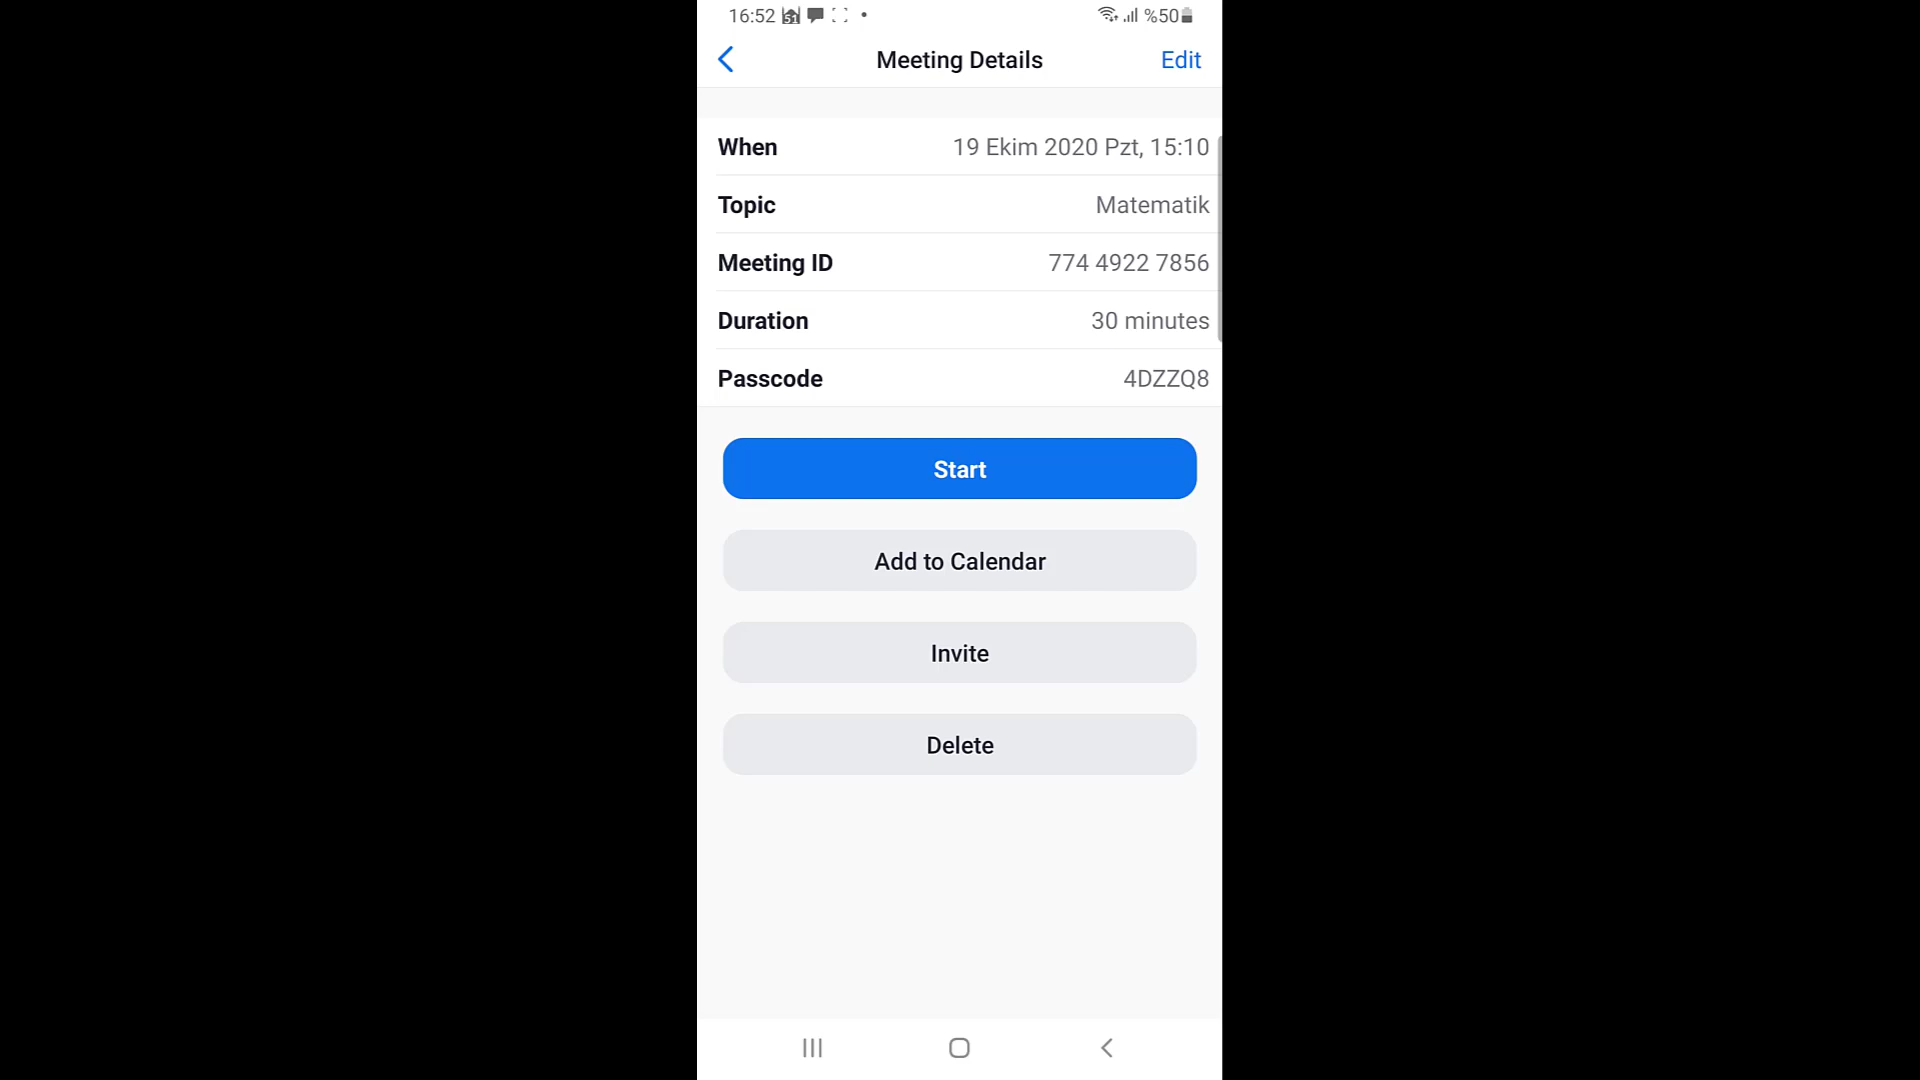 16:52 %50
Meeting Details Edit
When 19 Ekim 2020 Pzt, 15:10
Topic Matematik
Meeting ID 774 4922 7856
Duration 30 minutes
Passcode 4DZZQ8
Start
Add to Calendar
Invite
Delete